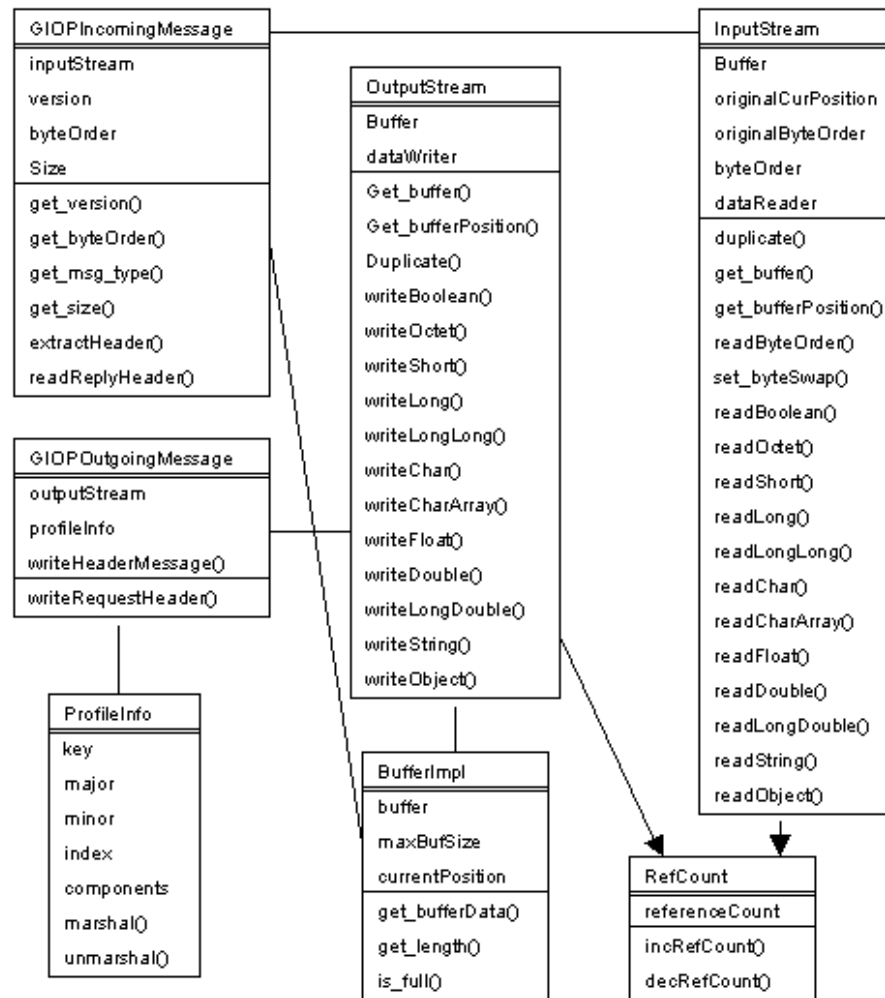 GIOPIncomingMessage
inputStream
version
byteOrder
Size
get_version()
get_byteOrder()
get_msg_type()
get_size()
extractHeader()
readReplyHeader()
GIOPOutgoingMessage
outputStream
profileInfo
writeHeaderMessage()
writeRequestHeader()
ProfileInfo
key
major
minor
index
components
marshal()
unmarshal()
OutputStream
Buffer
dataWriter
Get_buffer()
Get_bufferPosition()
Duplicate()
writeBoolean()
writeOctet()
writeShort()
writeLong()
writeLongLong()
writeChar()
writeCharArray()
writeFloat()
writeDouble()
writeLongDouble()
writeString()
writeObject()
BufferImpl
buffer
maxBufSize
currentPosition
get_bufferData()
get_length()
is_full()
InputStream
Buffer
originalCurPosition
originalByteOrder
byteOrder
dataReader
duplicate()
get_buffer()
get_bufferPosition()
readByteOrder()
set_byteSwap()
readBoolean()
readOctet()
readShort()
readLong()
readLongLong()
readChar()
readCharArray()
readFloat()
readDouble()
readLongDouble()
readString()
readObject()
RefCount
referenceCount
incRefCount()
decRefCount()